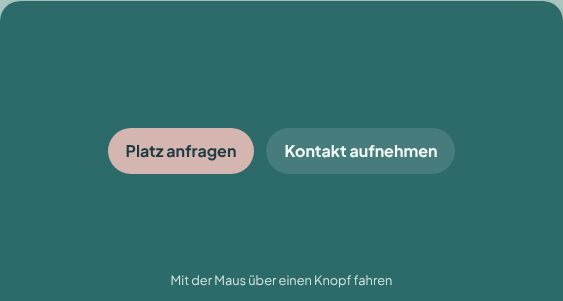 Platz anfragen
Kontakt aufnehmen
Mit der Maus über einen Knopf fahren